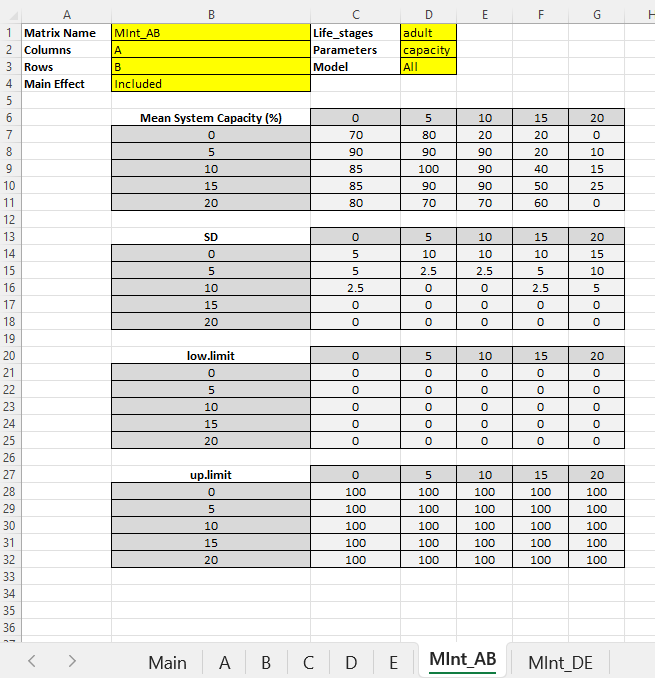 A B C D E F G H
1 Matrix Name MInt_AB Life_stages adult
2 Columns A Parameters capacity
3 Rows B Model All
4 Main Effect Included
5
6 Mean System Capacity (%) 0 5 10 15 20
7 0 70 80 20 20 0
8 5 90 90 90 20 10
9 10 85 100 90 40 15
10 15 85 90 90 50 25
11 20 80 70 70 60 0
12
13 SD 0 5 10 15 20
14 0 5 10 10 10 15
15 5 5 2.5 2.5 5 10
16 10 2.5 0 0 2.5 5
17 15 0 0 0 0 0
18 20 0 0 0 0 0
19
20 low.limit 0 5 10 15 20
21 0 0 0 0 0 0
22 5 0 0 0 0 0
23 10 0 0 0 0 0
24 15 0 0 0 0 0
25 20 0 0 0 0 0
26
27 up.limit 0 5 10 15 20
28 0 100 100 100 100 100
29 5 100 100 100 100 100
30 10 100 100 100 100 100
31 15 100 100 100 100 100
32 20 100 100 100 100 100
33
34
35
36
Main A B C D E MInt_AB MInt_DE